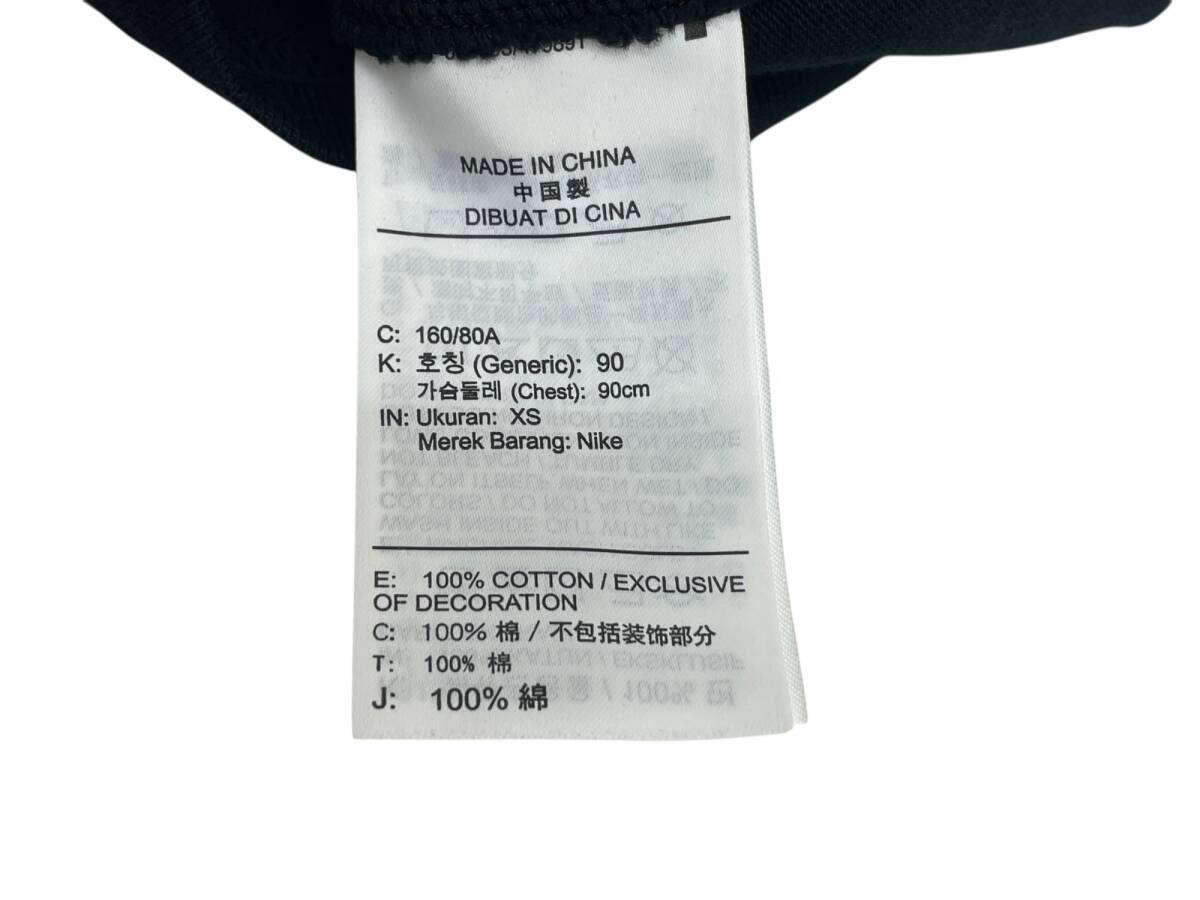 MADE IN CHINA
中国製
DIBUAT DI CINA
C: 160/80A
K: 호칭 (Generic): 90
가슴둘레 (Chest): 90cm
IN: Ukuran: XS
Merek Barang: Nike
E: 100% COTTON / EXCLUSIVE
OF DECORATION
C: 100% 棉 / 不包括装饰部分
T: 100% 棉
J: 100% 綿